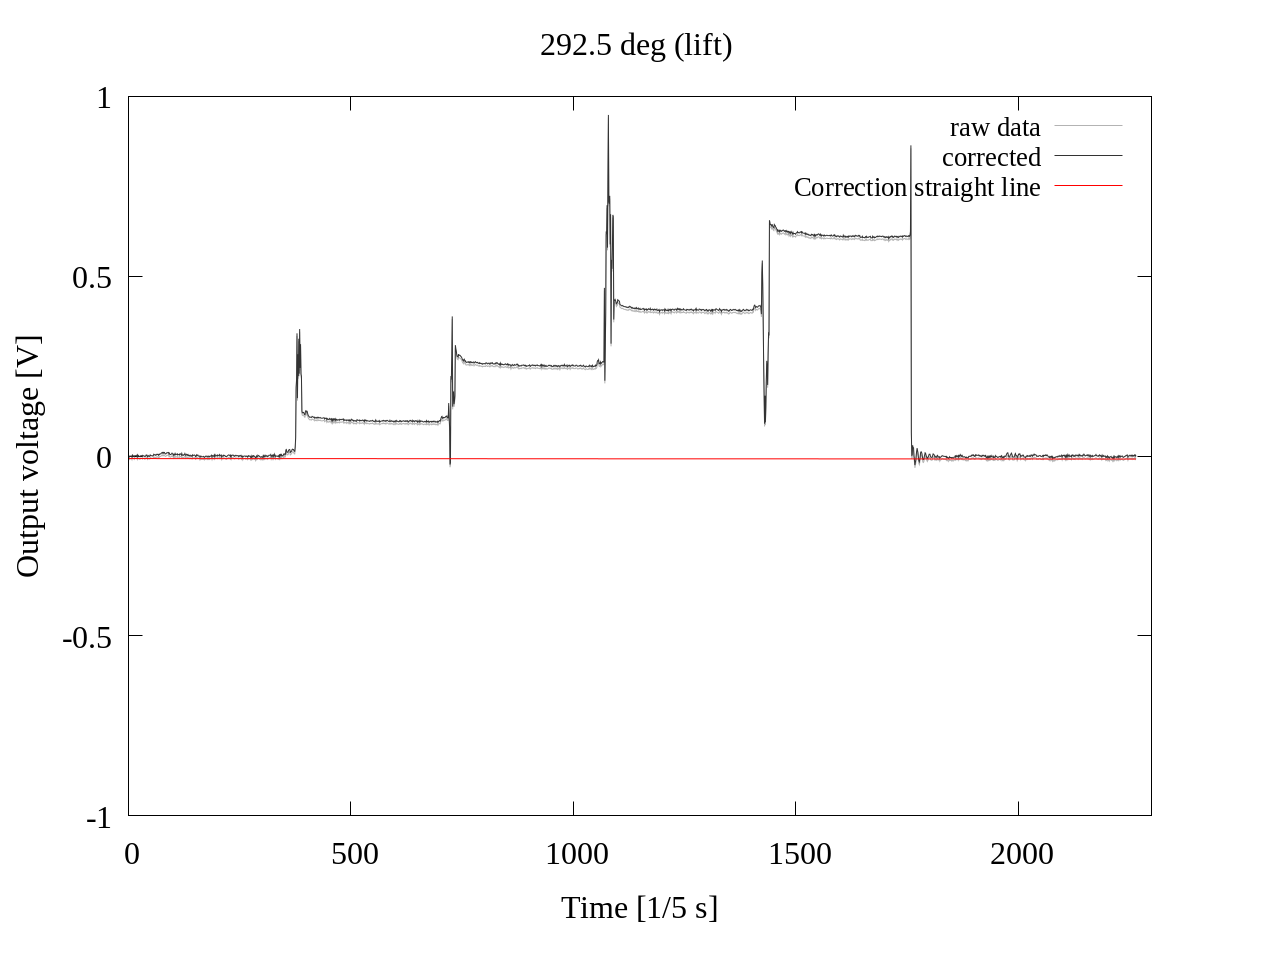 292.5 deg (lift)
1
raw data
corrected
Correction straight line
0.5
0
-0.5
-1
Output voltage [V]
0 500 1000 1500 2000
Time [1/5 s]